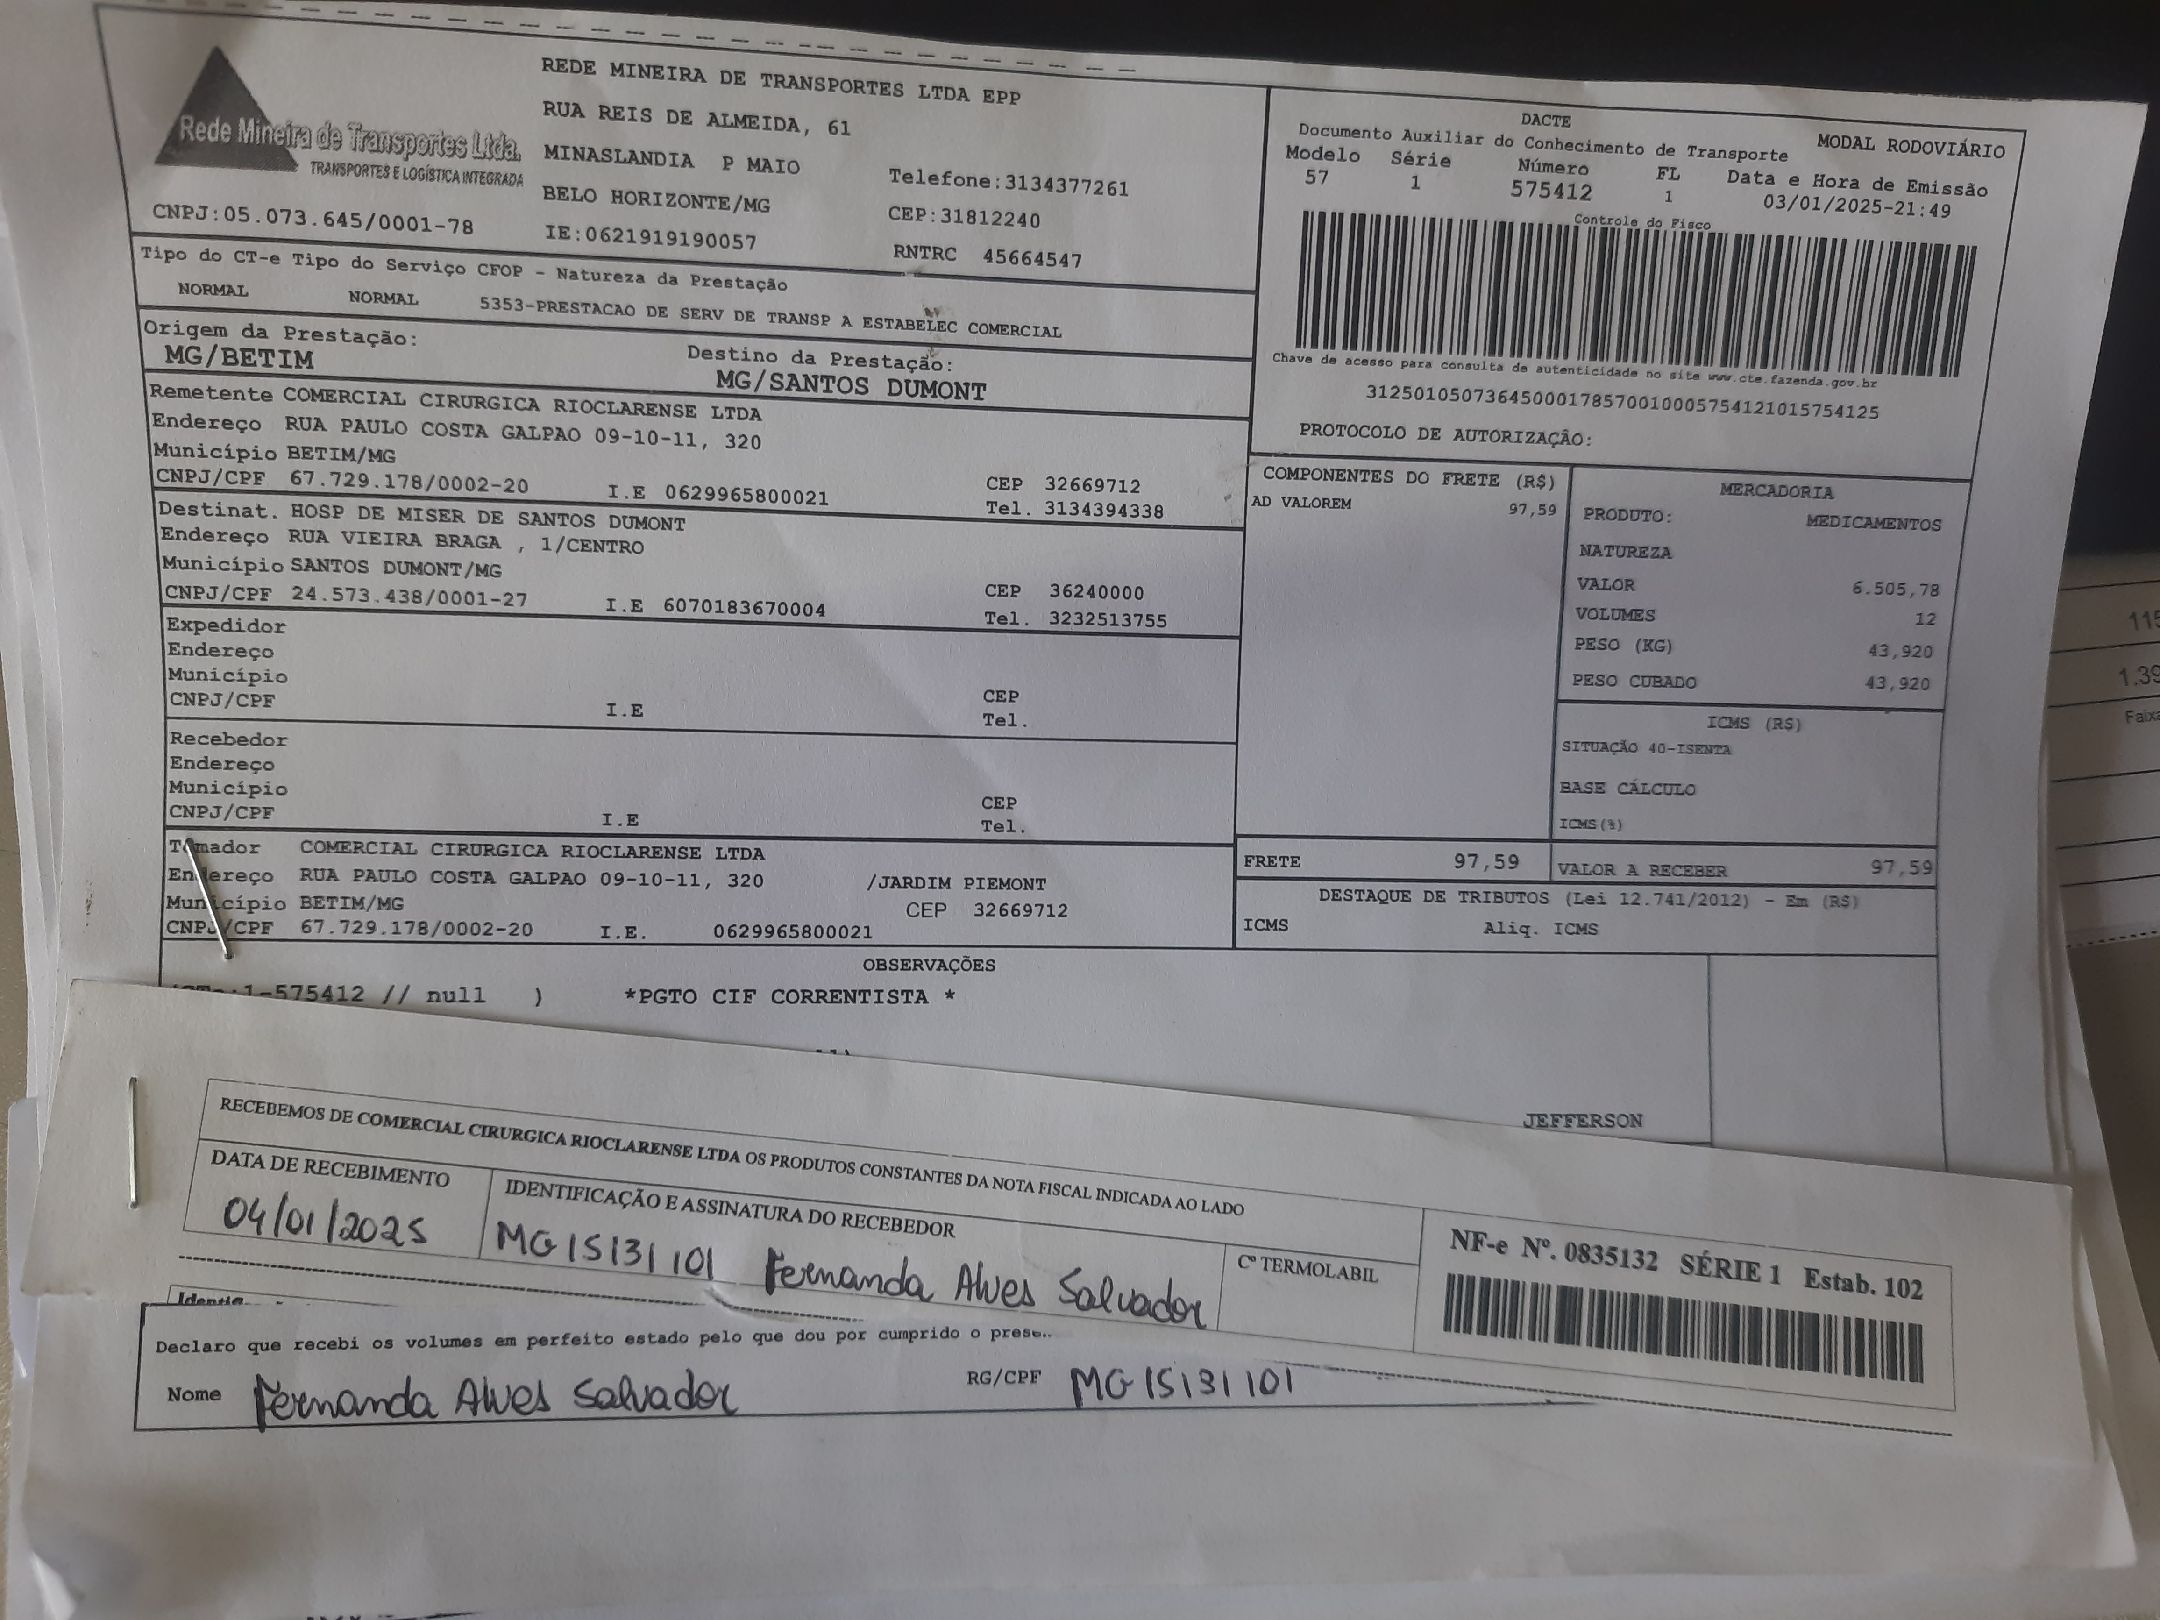 Rede Mineira de Transportes Ltda.
TRANSPORTES E LOGÍSTICA INTEGRADA
CNPJ:05.073.645/0001-78
REDE MINEIRA DE TRANSPORTES LTDA EPP
RUA REIS DE ALMEIDA, 61
MINASLANDIA P MAIO
BELO HORIZONTE/MG
IE:0621919190057
Telefone:3134377261
CEP:31812240
RNTRC 45664547
DACTE
Documento Auxiliar do Conhecimento de Transporte
MODAL RODOVIÁRIO
Modelo Série Número FL Data e Hora de Emissão
57 1 575412 1 03/01/2025-21:49
Controle do Fisco
Chave de acesso para consulta de autenticidade no site www.cte.fazenda.gov.br
31250105073645000178570010005754121015754125
PROTOCOLO DE AUTORIZAÇÃO:
Tipo do CT-e Tipo do Serviço CFOP - Natureza da Prestação
NORMAL NORMAL 5353-PRESTACAO DE SERV DE TRANSP A ESTABELEC COMERCIAL
Origem da Prestação: Destino da Prestação:
MG/BETIM MG/SANTOS DUMONT
Remetente COMERCIAL CIRURGICA RIOCLARENSE LTDA
Endereço RUA PAULO COSTA GALPAO 09-10-11, 320
Município BETIM/MG CEP 32669712
CNPJ/CPF 67.729.178/0002-20 I.E 0629965800021 Tel. 3134394338
Destinat. HOSP DE MISER DE SANTOS DUMONT
Endereço RUA VIEIRA BRAGA , 1/CENTRO
Município SANTOS DUMONT/MG CEP 36240000
CNPJ/CPF 24.573.438/0001-27 I.E 6070183670004 Tel. 3232513755
Expedidor
Endereço
Município CEP
CNPJ/CPF I.E Tel.
Recebedor
Endereço
Município CEP
CNPJ/CPF I.E Tel.
Tomador COMERCIAL CIRURGICA RIOCLARENSE LTDA
Endereço RUA PAULO COSTA GALPAO 09-10-11, 320 /JARDIM PIEMONT
Município BETIM/MG CEP 32669712
CNPJ/CPF 67.729.178/0002-20 I.E. 0629965800021
COMPONENTES DO FRETE (R$)
AD VALOREM 97,59
MERCADORIA
PRODUTO: MEDICAMENTOS
NATUREZA
VALOR 6.505,78
VOLUMES 12
PESO (KG) 43,920
PESO CUBADO 43,920
ICMS (R$)
SITUAÇÃO 40-ISENTA
BASE CÁLCULO
ICMS(%)
FRETE 97,59 VALOR A RECEBER 97,59
DESTAQUE DE TRIBUTOS (Lei 12.741/2012) - Em (R$)
ICMS Aliq. ICMS
OBSERVAÇÕES
1-575412 // null ) *PGTO CIF CORRENTISTA *
JEFFERSON
RECEBEMOS DE COMERCIAL CIRURGICA RIOCLARENSE LTDA OS PRODUTOS CONSTANTES DA NOTA FISCAL INDICADA AO LADO
DATA DE RECEBIMENTO
04/01/2025
IDENTIFICAÇÃO E ASSINATURA DO RECEBEDOR
MG15131101 Fernanda Alves Salvador
Cº TERMOLABIL
NF-e Nº. 0835132 SÉRIE 1 Estab. 102
Declaro que recebi os volumes em perfeito estado pelo que dou por cumprido o
Nome Fernanda Alves Salvador RG/CPF MG15131101